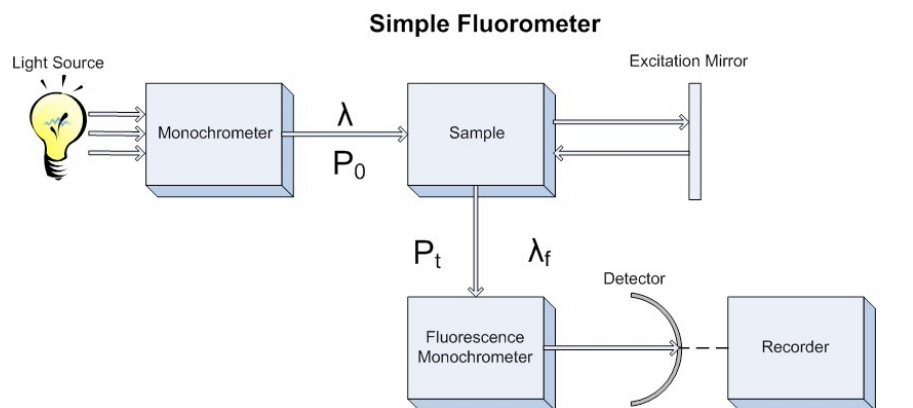 Simple Fluorometer
Light Source
Excitation Mirror
Monochrometer
λ
P₀
Sample
Pₜ
λf
Detector
Fluorescence
Monochrometer
Recorder